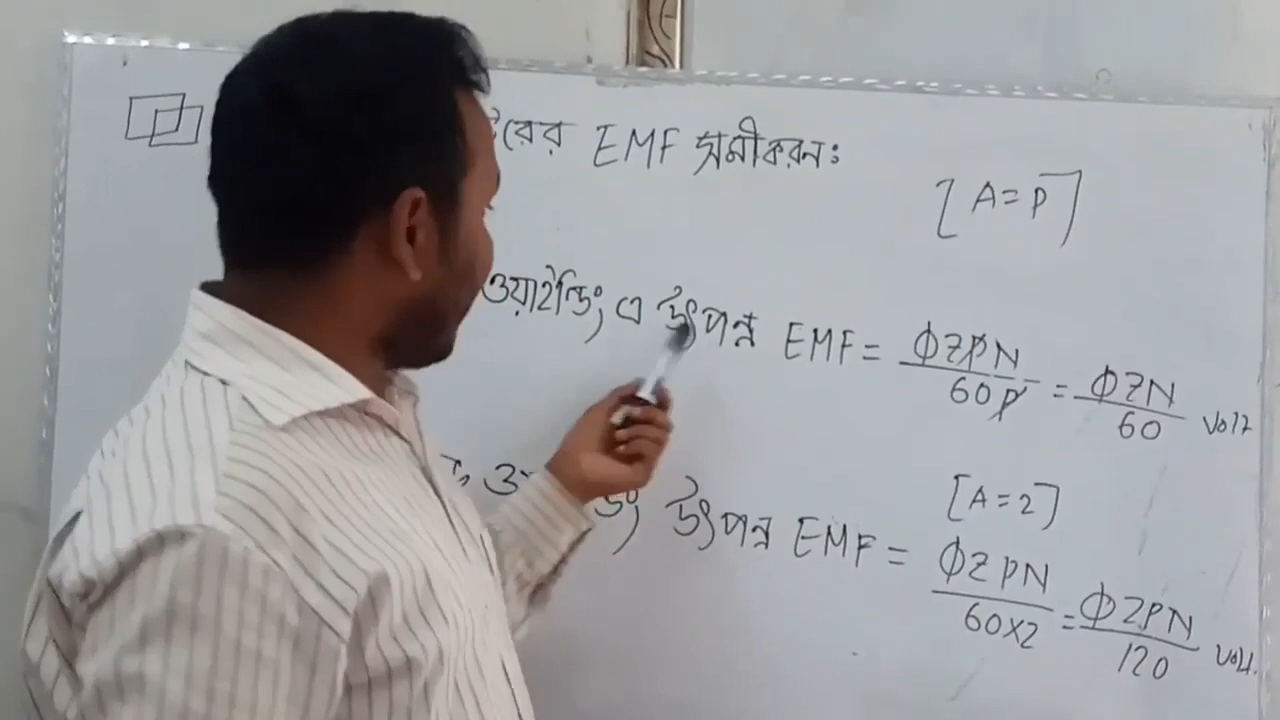 EMF সমীকরন:
[A = P]
ওয়াইন্ডিং এ উৎপন্ন EMF = ΦZPN / 60P = ΦZN / 60 Volt
[A = 2]
উৎপন্ন EMF = ΦZPN / 60×2 = ΦZPN / 120 Volt.